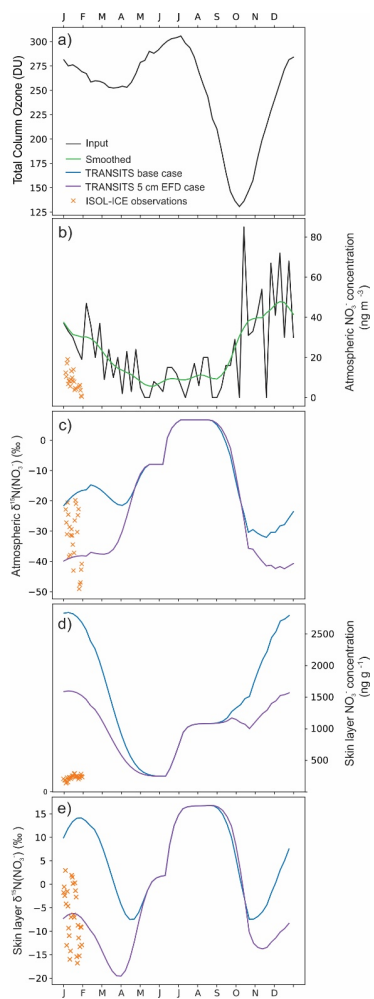 J F M A M J J A S O N D
a)
300
275
250
225
200
175
150
125
Total Column Ozone (DU)
Input
Smoothed
TRANSITS base case
TRANSITS 5 cm EFD case
ISOL-ICE observations
b)
80
60
40
20
0
Atmospheric NO₃⁻ concentration
(ng m ⁻³)
c)
0
−10
−20
−30
−40
−50
Atmospheric δ¹⁵N(NO₃⁻) (‰)
d)
2500
2000
1500
1000
500
0
Skin layer NO₃⁻ concentration
(ng g⁻¹)
e)
15
10
5
0
−5
−10
−15
−20
Skin layer δ¹⁵N(NO₃⁻) (‰)
J F M A M J J A S O N D